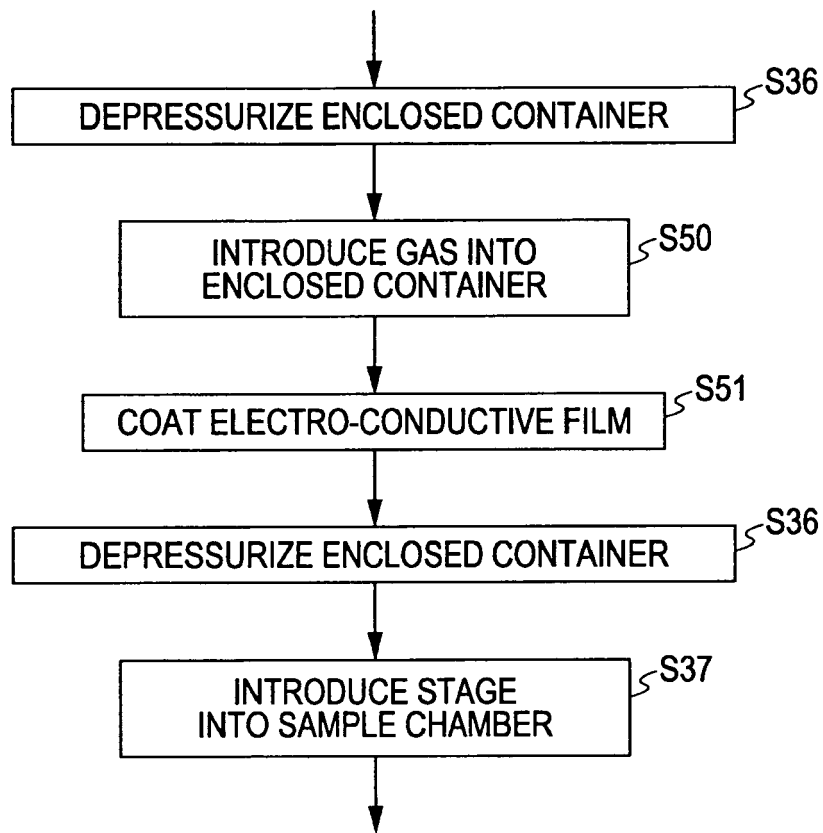 S36
DEPRESSURIZE ENCLOSED CONTAINER
S50
INTRODUCE GAS INTO
ENCLOSED CONTAINER
S51
COAT ELECTRO-CONDUCTIVE FILM
S36
DEPRESSURIZE ENCLOSED CONTAINER
S37
INTRODUCE STAGE
INTO SAMPLE CHAMBER